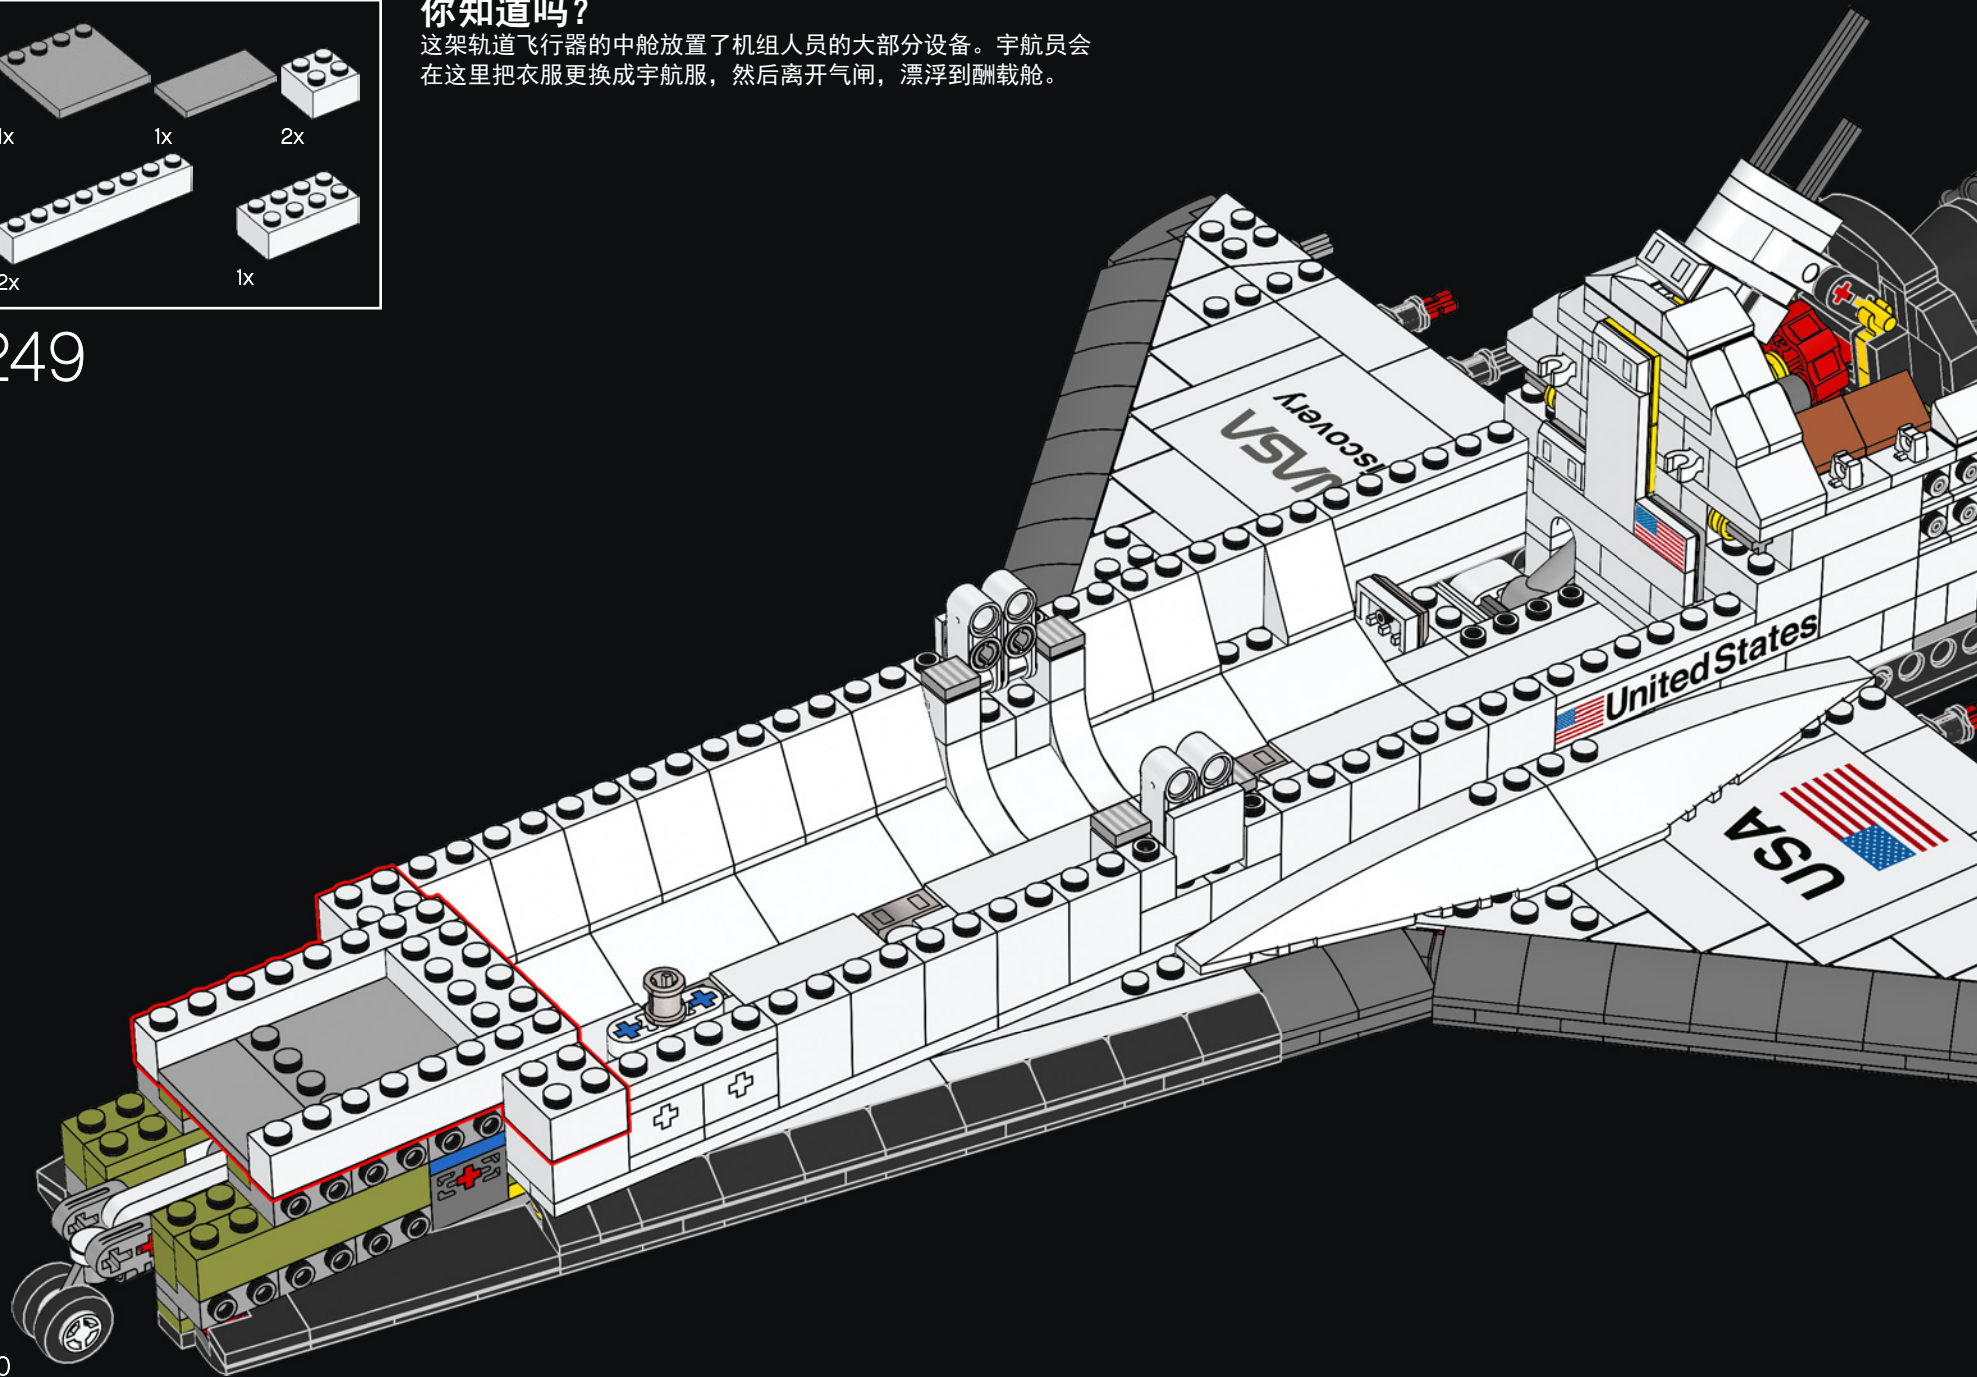 你知道吗?
这架轨道飞行器的中舱放置了机组人员的大部分设备。宇航员会
在这里把衣服更换成宇航服，然后离开气闸，漂浮到酬载舱。
1x
1x
2x
2x
1x
249
NASA
Discovery
United States
USA
0